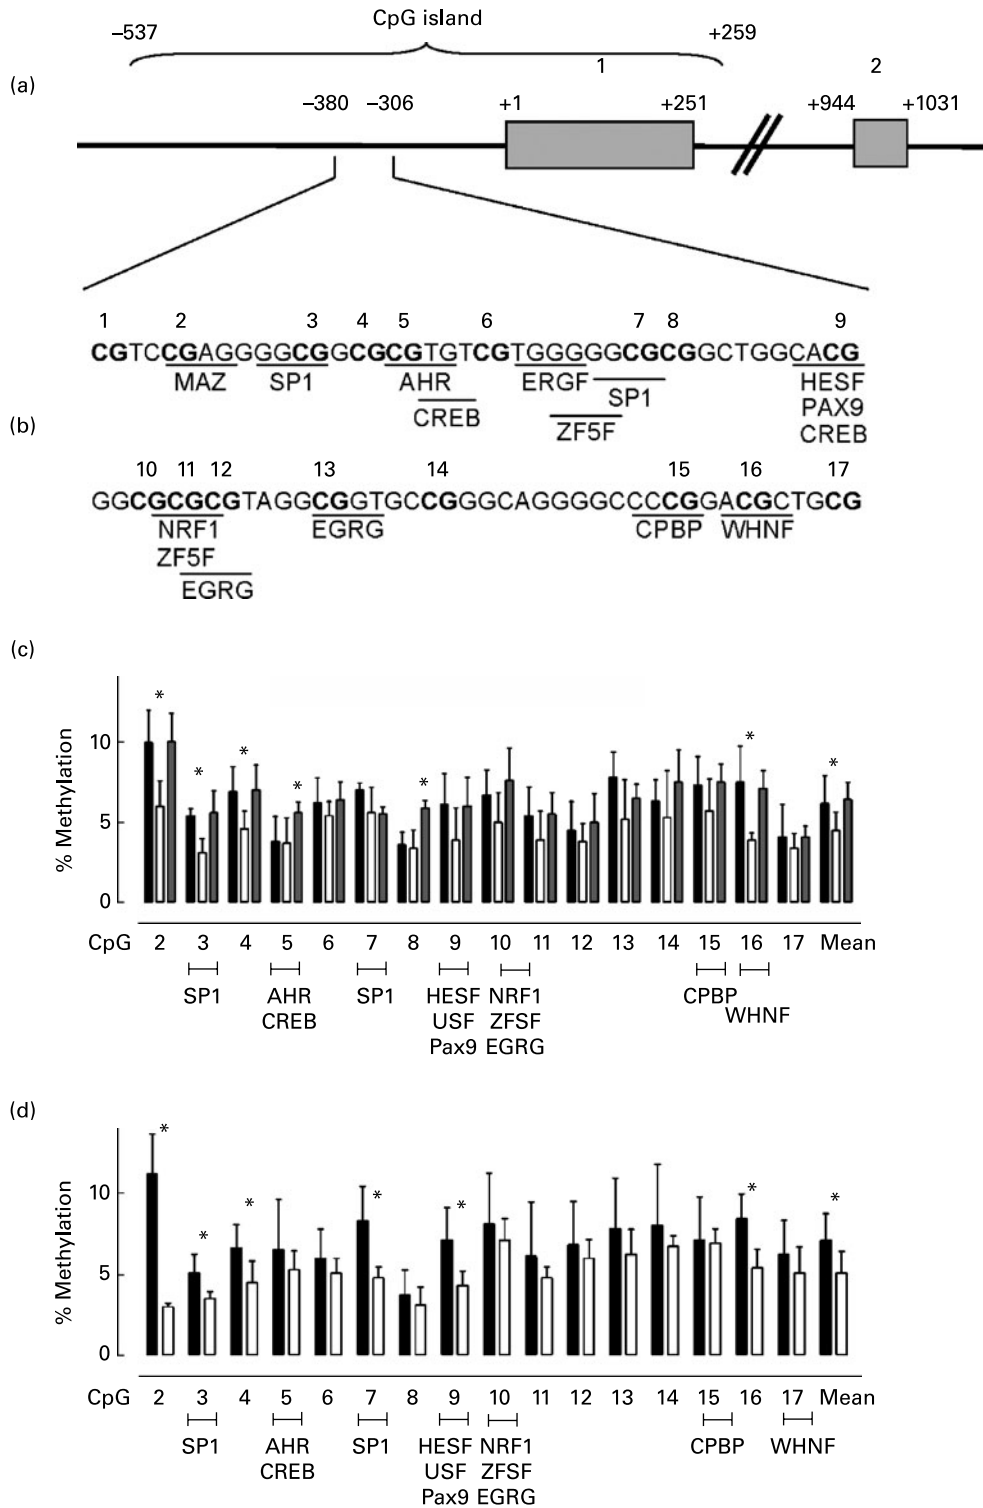 CpG island
–537 +259
(a)
1 2
–380 –306 +1 +251 +944 +1031
1 2 3 4 5 6 7 8 9
CGTCCGAGGGGCGGCGCGTGTCGTGGGGGCGCGGCTGGCACG
MAZ SP1 AHR ERGF SP1 HESF
CREB ZF5F PAX9
CREB
(b)
10 11 12 13 14 15 16 17
GGCGCGCGTAGGCGGTGCCGGGCAGGGGCCCCGGACGCTGCG
NRF1 EGRG CPBP WHNF
ZF5F
EGRG
(c)
% Methylation
10
5
0
* * * * * * *
CpG 2 3 4 5 6 7 8 9 10 11 12 13 14 15 16 17 Mean
SP1 AHR SP1 HESF NRF1 CPBP WHNF
CREB USF ZFSF
Pax9 EGRG
(d)
% Methylation
10
5
0
* * * * * * *
CpG 2 3 4 5 6 7 8 9 10 11 12 13 14 15 16 17 Mean
SP1 AHR SP1 HESF NRF1 CPBP WHNF
CREB USF ZFSF
Pax9 EGRG